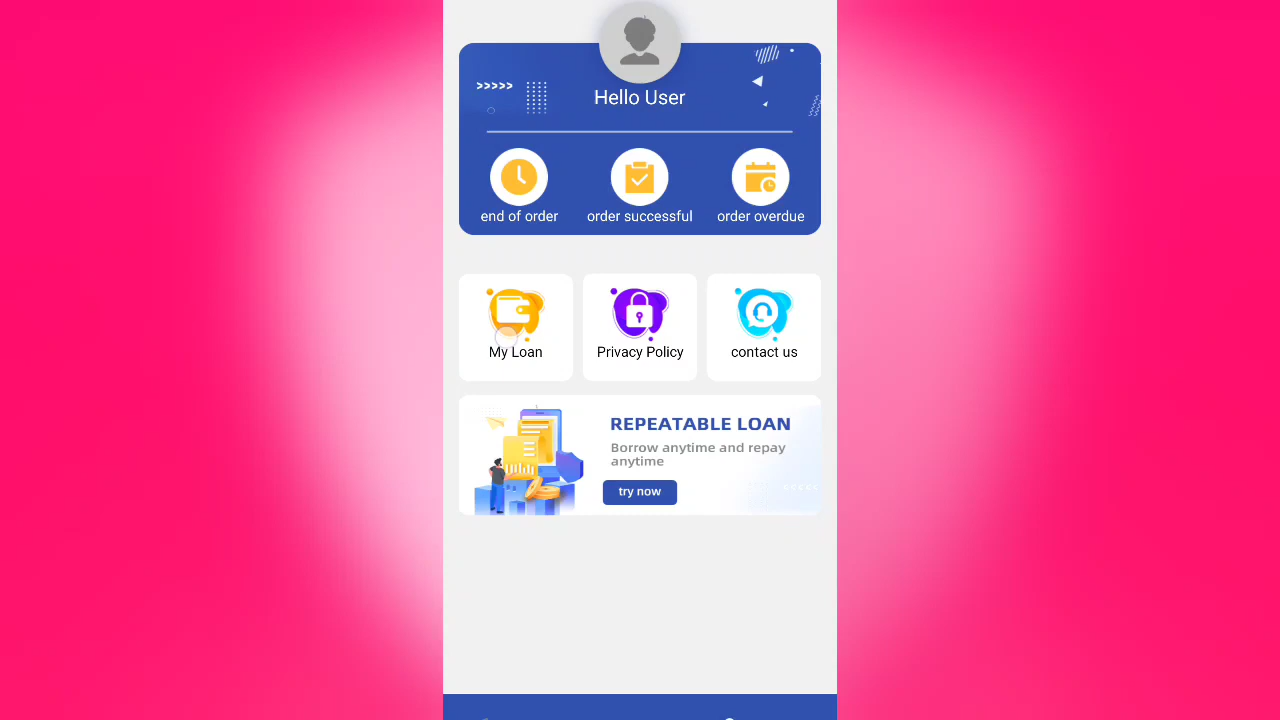 Hello User
end of order
order successful
order overdue
My Loan
Privacy Policy
contact us
REPEATABLE LOAN
Borrow anytime and repay
anytime
try now